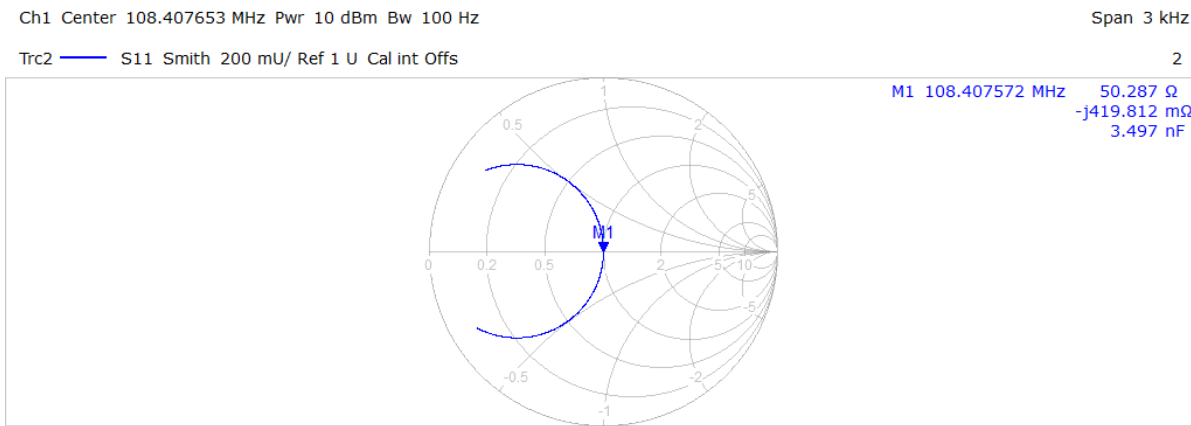 Ch1 Center 108.407653 MHz Pwr 10 dBm Bw 100 Hz Span 3 kHz
Trc2 S11 Smith 200 mU/ Ref 1 U Cal int Offs 2
M1 108.407572 MHz 50.287 Ω
-j419.812 mΩ
3.497 nF
1
0.5 2
5
M1
0 0.2 0.5 1 2 5 10
-5
-0.5 -2
-1